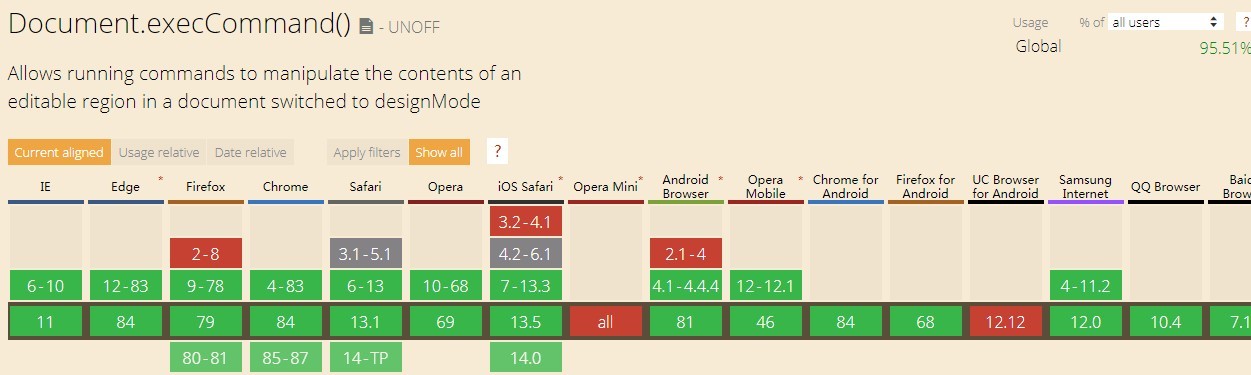 Document.execCommand() - UNOFF
Usage % of all users ?
Global 95.51%
Allows running commands to manipulate the contents of an
editable region in a document switched to designMode
Current aligned Usage relative Date relative Apply filters Show all ?
IE Edge * Firefox Chrome Safari Opera iOS Safari * Opera Mini * Android Browser * Opera Mobile * Chrome for Android Firefox for Android UC Browser for Android Samsung Internet QQ Browser
3.2-4.1
2-8 3.1-5.1 4.2-6.1 2.1-4
6-10 12-83 9-78 4-83 6-13 10-68 7-13.3 4.1-4.4.4 12-12.1 4-11.2
11 84 79 84 13.1 69 13.5 all 81 46 84 68 12.12 12.0 10.4 7.1
80-81 85-87 14-TP 14.0